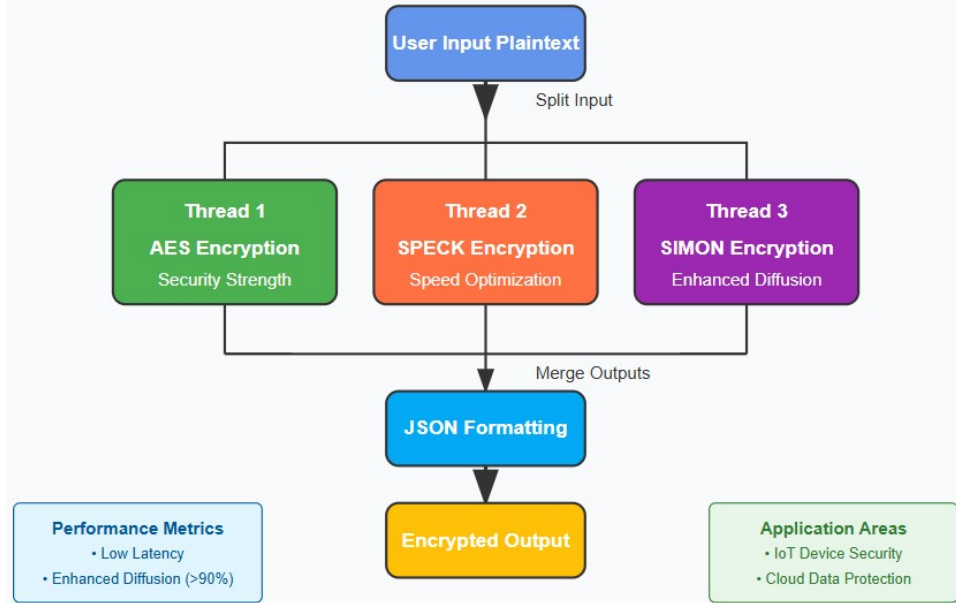 User Input Plaintext
Split Input
Thread 1
AES Encryption
Security Strength
Thread 2
SPECK Encryption
Speed Optimization
Thread 3
SIMON Encryption
Enhanced Diffusion
Merge Outputs
JSON Formatting
Encrypted Output
Performance Metrics
• Low Latency
• Enhanced Diffusion (>90%)
Application Areas
• IoT Device Security
• Cloud Data Protection